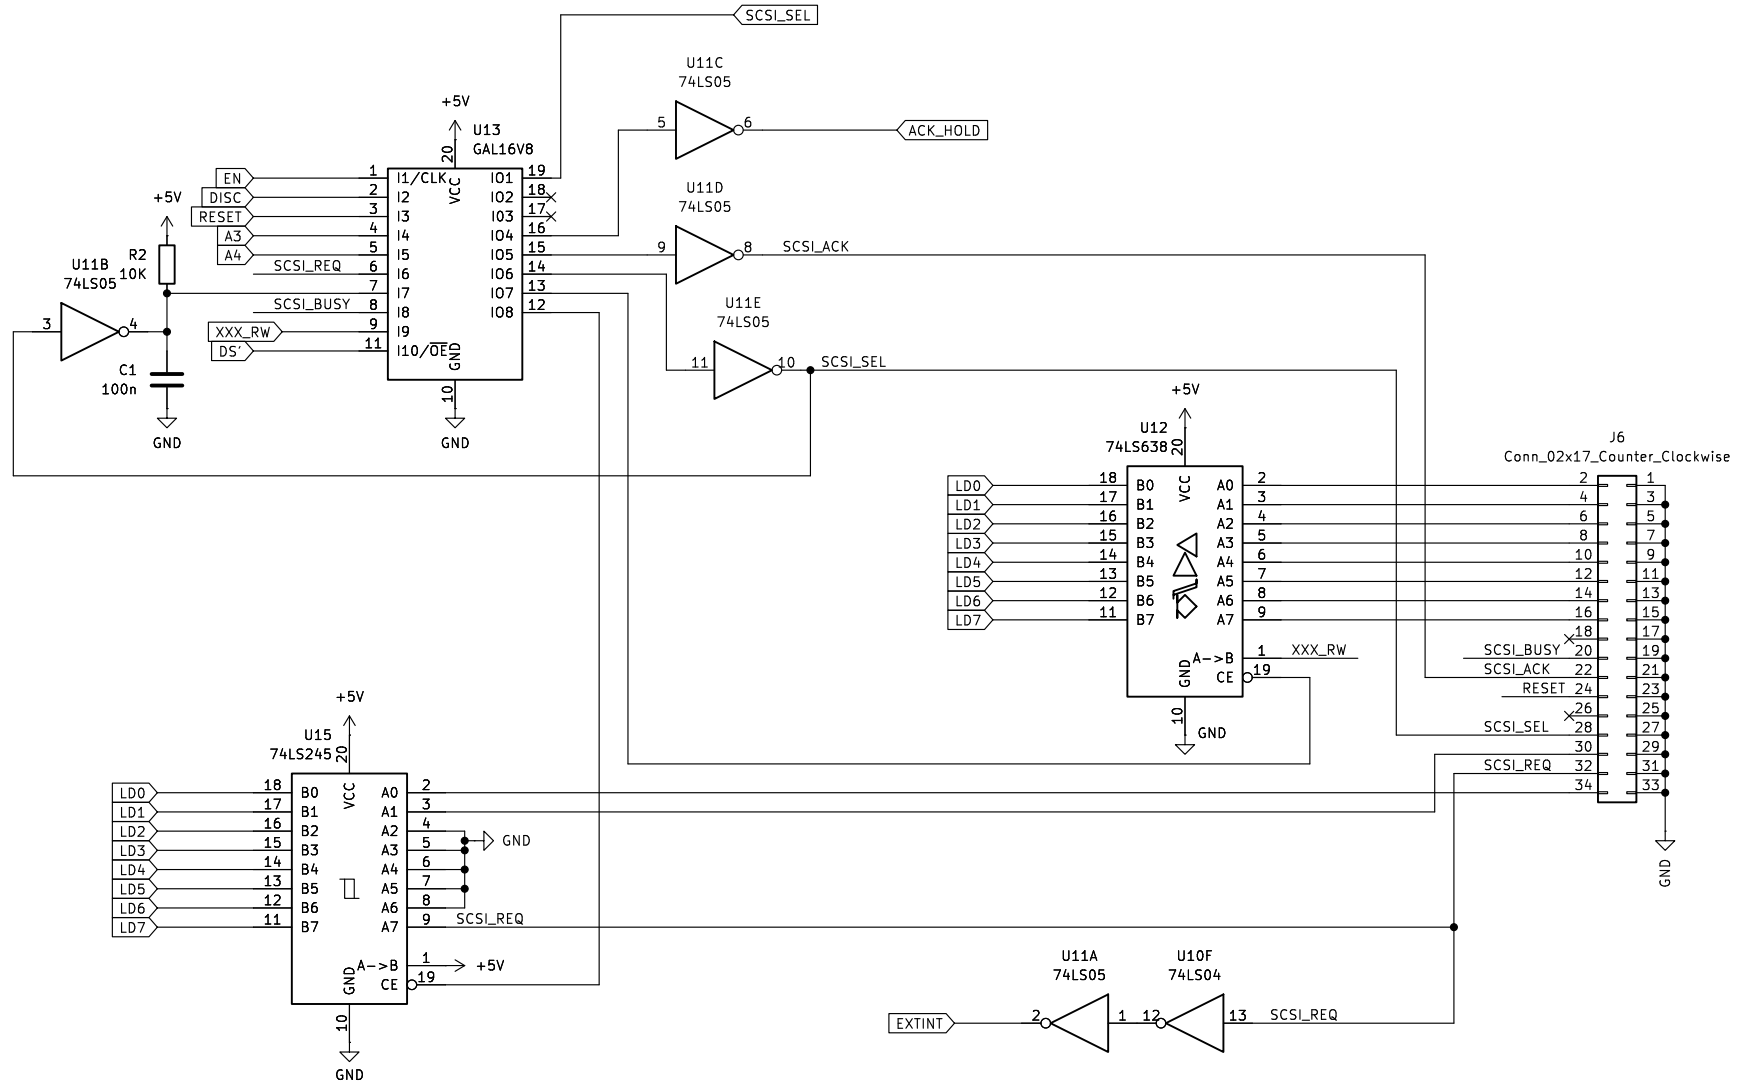 SCSI_SEL
U11C
74LS05
5
6
ACK_HOLD
+5V
U13
GAL16V8
20
VCC
EN
1
I1/CLK
IO1
19
DISC
2
I2
IO2
18
RESET
3
I3
IO3
17
A3
4
I4
IO4
16
A4
5
I5
IO5
15
SCSI_REQ
6
I6
IO6
14
7
I7
IO7
13
SCSI_BUSY
8
I8
IO8
12
XXX_RW
9
I9
DS'
11
I10/OE
GND
10
GND
+5V
R2
10K
U11B
74LS05
3
4
C1
100n
GND
U11D
74LS05
9
8
SCSI_ACK
U11E
74LS05
11
10
SCSI_SEL
+5V
U12
74LS638
20
VCC
LD0
18
B0
A0
2
LD1
17
B1
A1
3
LD2
16
B2
A2
4
LD3
15
B3
A3
5
LD4
14
B4
A4
6
LD5
13
B5
A5
7
LD6
12
B6
A6
8
LD7
11
B7
A7
9
A->B
1
XXX_RW
CE
19
GND
10
GND
J6
Conn_02x17_Counter_Clockwise
2
1
4
3
6
5
8
7
10
9
12
11
14
13
16
15
18
17
SCSI_BUSY
20
19
SCSI_ACK
22
21
RESET
24
23
26
25
SCSI_SEL
28
27
30
29
SCSI_REQ
32
31
34
33
GND
+5V
U15
74LS245
20
VCC
LD0
18
B0
A0
2
LD1
17
B1
A1
3
LD2
16
B2
A2
4
GND
LD3
15
B3
A3
5
LD4
14
B4
A4
6
LD5
13
B5
A5
7
LD6
12
B6
A6
8
LD7
11
B7
A7
9
SCSI_REQ
A->B
1
+5V
CE
19
GND
10
GND
U11A
74LS05
U10F
74LS04
EXTINT
2
1
12
13
SCSI_REQ